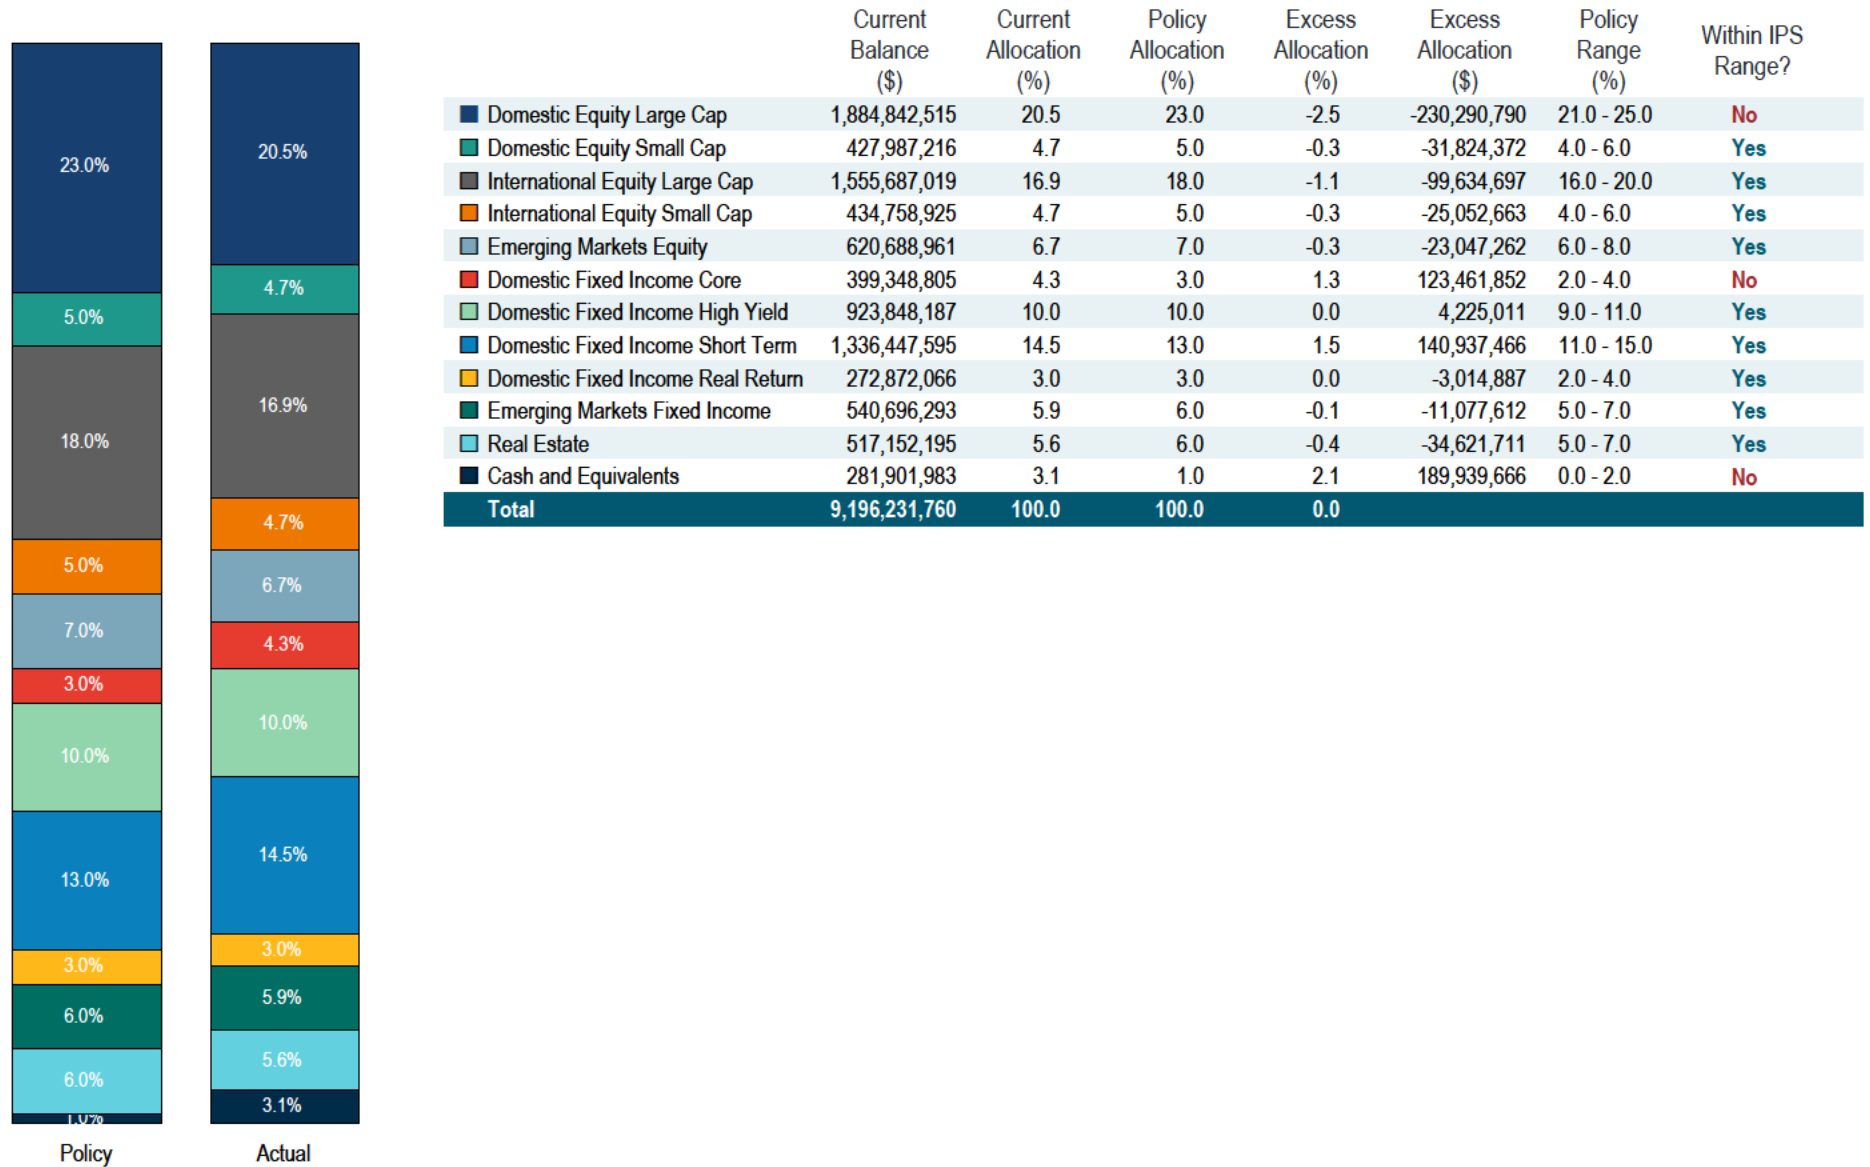 23.0%
5.0%
18.0%
5.0%
7.0%
3.0%
10.0%
13.0%
3.0%
6.0%
6.0%
1.0%
Policy
20.5%
4.7%
16.9%
4.7%
6.7%
4.3%
10.0%
14.5%
3.0%
5.9%
5.6%
3.1%
Actual
Current Balance ($) Current Allocation (%) Policy Allocation (%) Excess Allocation (%) Excess Allocation ($) Policy Range (%) Within IPS Range?
Domestic Equity Large Cap 1,884,842,515 20.5 23.0 -2.5 -230,290,790 21.0 - 25.0 No
Domestic Equity Small Cap 427,987,216 4.7 5.0 -0.3 -31,824,372 4.0 - 6.0 Yes
International Equity Large Cap 1,555,687,019 16.9 18.0 -1.1 -99,634,697 16.0 - 20.0 Yes
International Equity Small Cap 434,758,925 4.7 5.0 -0.3 -25,052,663 4.0 - 6.0 Yes
Emerging Markets Equity 620,688,961 6.7 7.0 -0.3 -23,047,262 6.0 - 8.0 Yes
Domestic Fixed Income Core 399,348,805 4.3 3.0 1.3 123,461,852 2.0 - 4.0 No
Domestic Fixed Income High Yield 923,848,187 10.0 10.0 0.0 4,225,011 9.0 - 11.0 Yes
Domestic Fixed Income Short Term 1,336,447,595 14.5 13.0 1.5 140,937,466 11.0 - 15.0 Yes
Domestic Fixed Income Real Return 272,872,066 3.0 3.0 0.0 -3,014,887 2.0 - 4.0 Yes
Emerging Markets Fixed Income 540,696,293 5.9 6.0 -0.1 -11,077,612 5.0 - 7.0 Yes
Real Estate 517,152,195 5.6 6.0 -0.4 -34,621,711 5.0 - 7.0 Yes
Cash and Equivalents 281,901,983 3.1 1.0 2.1 189,939,666 0.0 - 2.0 No
Total 9,196,231,760 100.0 100.0 0.0